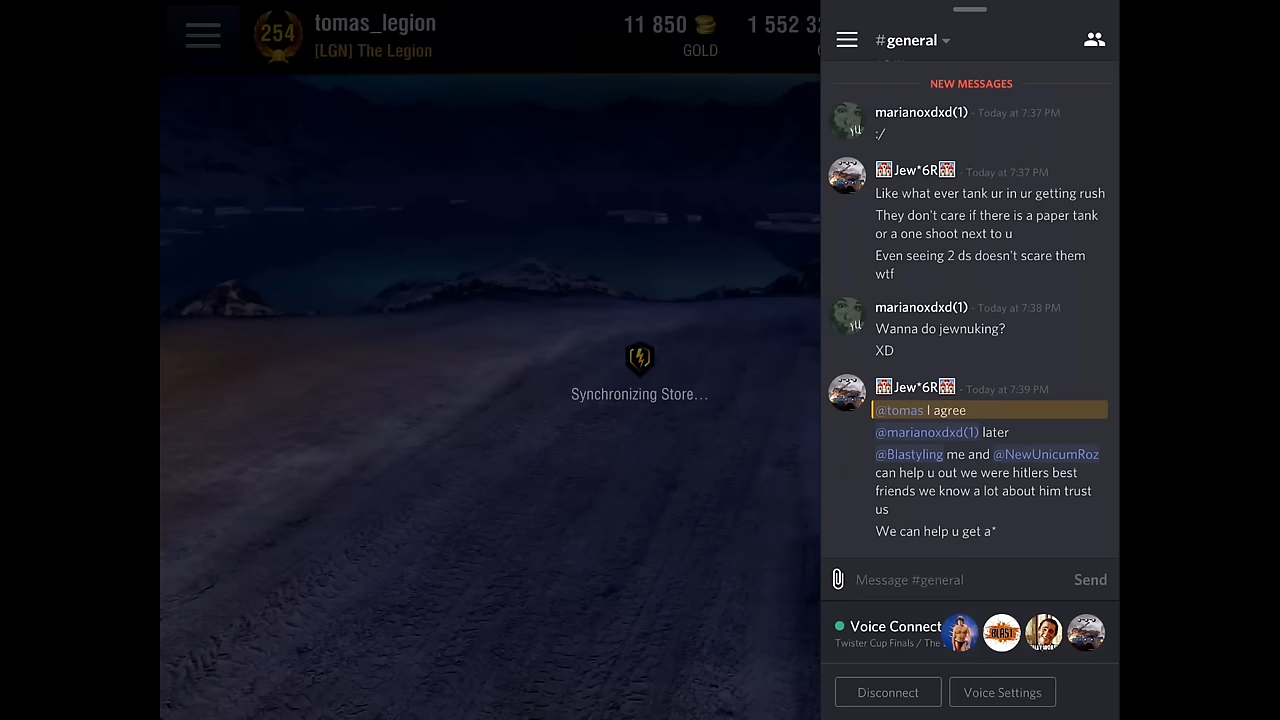 254
tomas_legion
[LGN] The Legion
11 850
GOLD
1 552 32
#general
NEW MESSAGES
marianoxdxd(1) - Today at 7:37 PM
:/
Jew*6R - Today at 7:37 PM
Like what ever tank ur in ur getting rush
They don't care if there is a paper tank
or a one shoot next to u
Even seeing 2 ds doesn't scare them
wtf
marianoxdxd(1) - Today at 7:38 PM
Wanna do jewnuking?
XD
Jew*6R - Today at 7:39 PM
@tomas I agree
@marianoxdxd(1) later
@Blastyling me and @NewUnicumRoz
can help u out we were hitlers best
friends we know a lot about him trust
us
We can help u get a*
Synchronizing Store...
Message #general
Send
Voice Connect
Twister Cup Finals / The
BLAST
Disconnect
Voice Settings